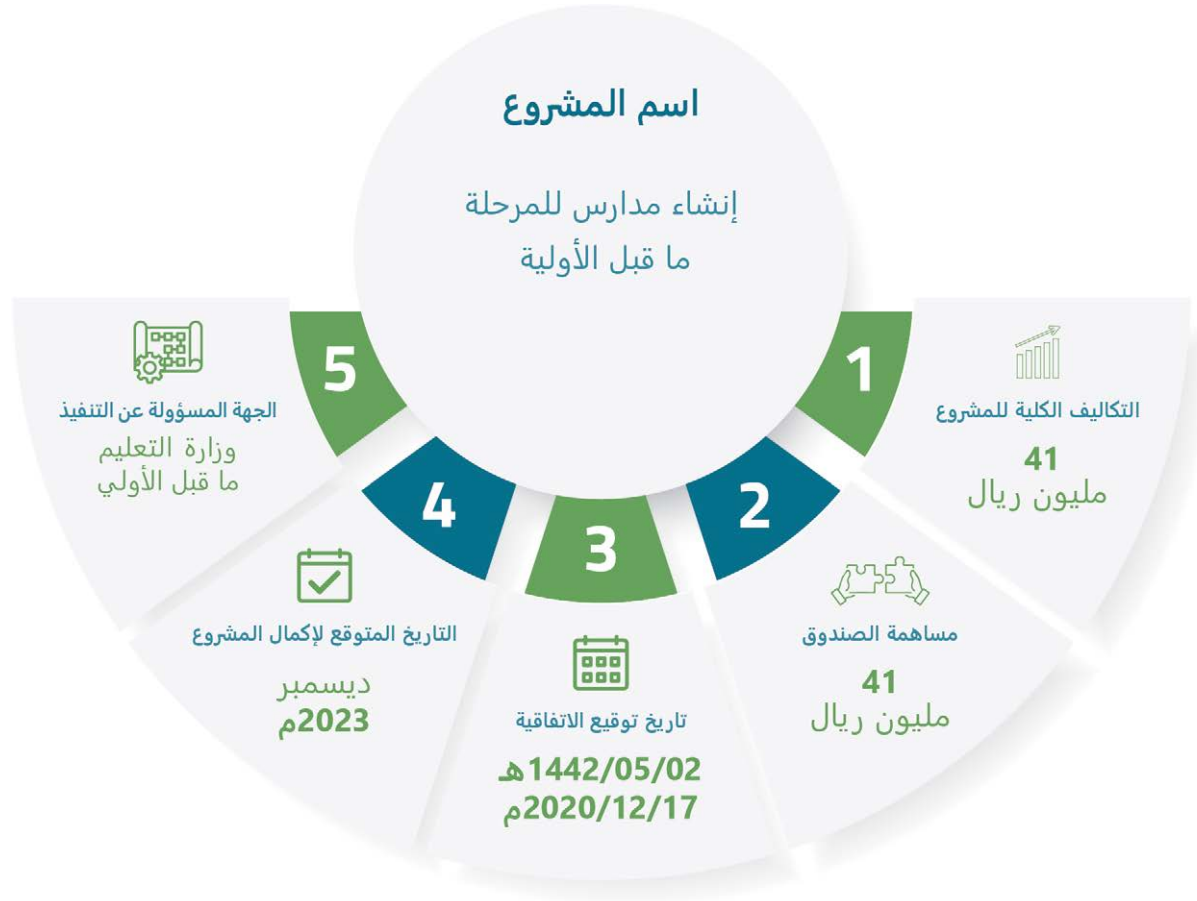 اسم المشروع
إنشاء مدارس للمرحلة
ما قبل الأولية
1
التكاليف الكلية للمشروع
41
مليون ريال
2
مساهمة الصندوق
41
مليون ريال
3
تاريخ توقيع الاتفاقية
1442/05/02هـ
2020/12/17م
4
التاريخ المتوقع لإكمال المشروع
ديسمبر
2023م
5
الجهة المسؤولة عن التنفيذ
وزارة التعليم
ما قبل الأولي